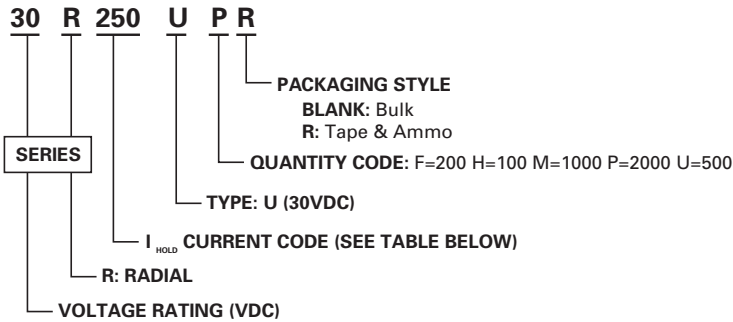 30 R 250 U P R
PACKAGING STYLE
BLANK: Bulk
R: Tape & Ammo
SERIES
QUANTITY CODE: F=200 H=100 M=1000 P=2000 U=500
TYPE: U (30VDC)
I HOLD CURRENT CODE (SEE TABLE BELOW)
R: RADIAL
VOLTAGE RATING (VDC)